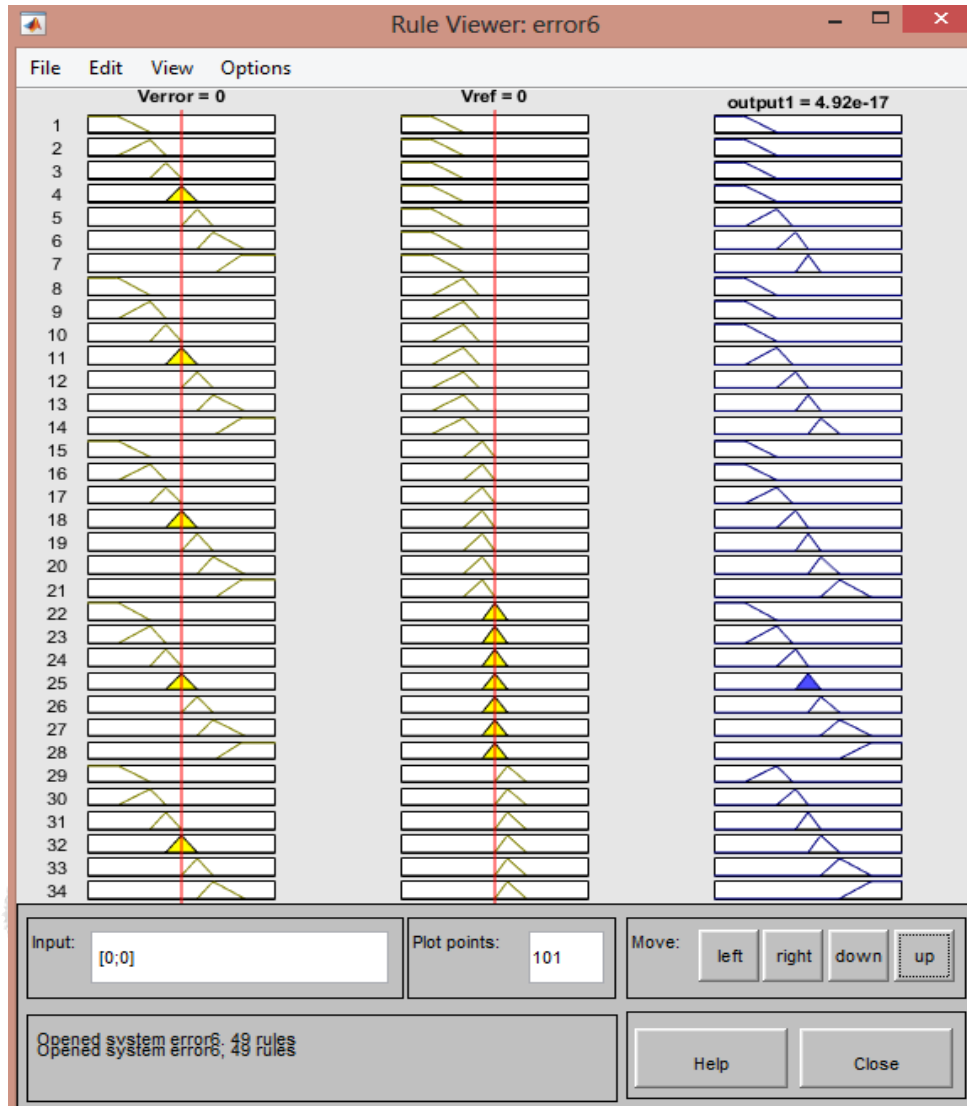 Rule Viewer: error6
File Edit View Options
Verror = 0
Vref = 0
output1 = 4.92e-17
1
2
3
4
5
6
7
8
9
10
11
12
13
14
15
16
17
18
19
20
21
22
23
24
25
26
27
28
29
30
31
32
33
34
Input:
[0;0]
Plot points:
101
Move:
left
right
down
up
Opened system error6, 49 rules
Opened system error6, 49 rules
Help
Close